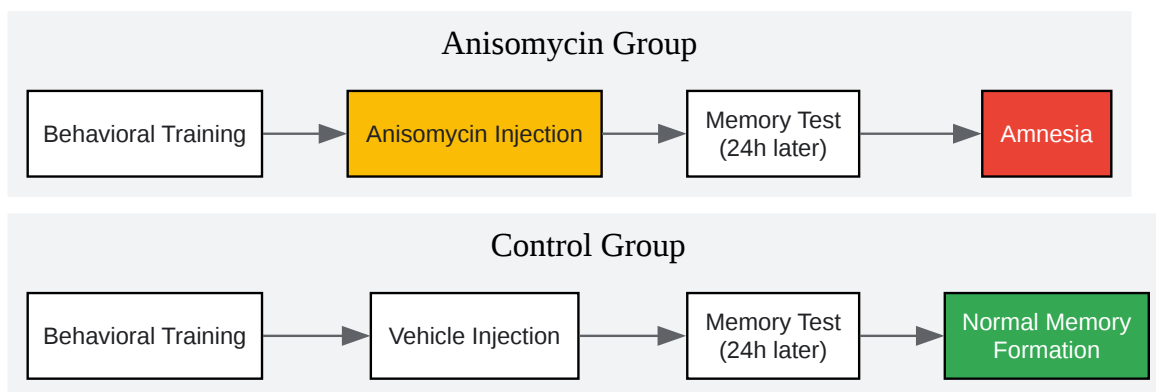 Anisomycin Group
Behavioral Training
Anisomycin Injection
Memory Test
(24h later)
Amnesia
Control Group
Behavioral Training
Vehicle Injection
Memory Test
(24h later)
Normal Memory
Formation